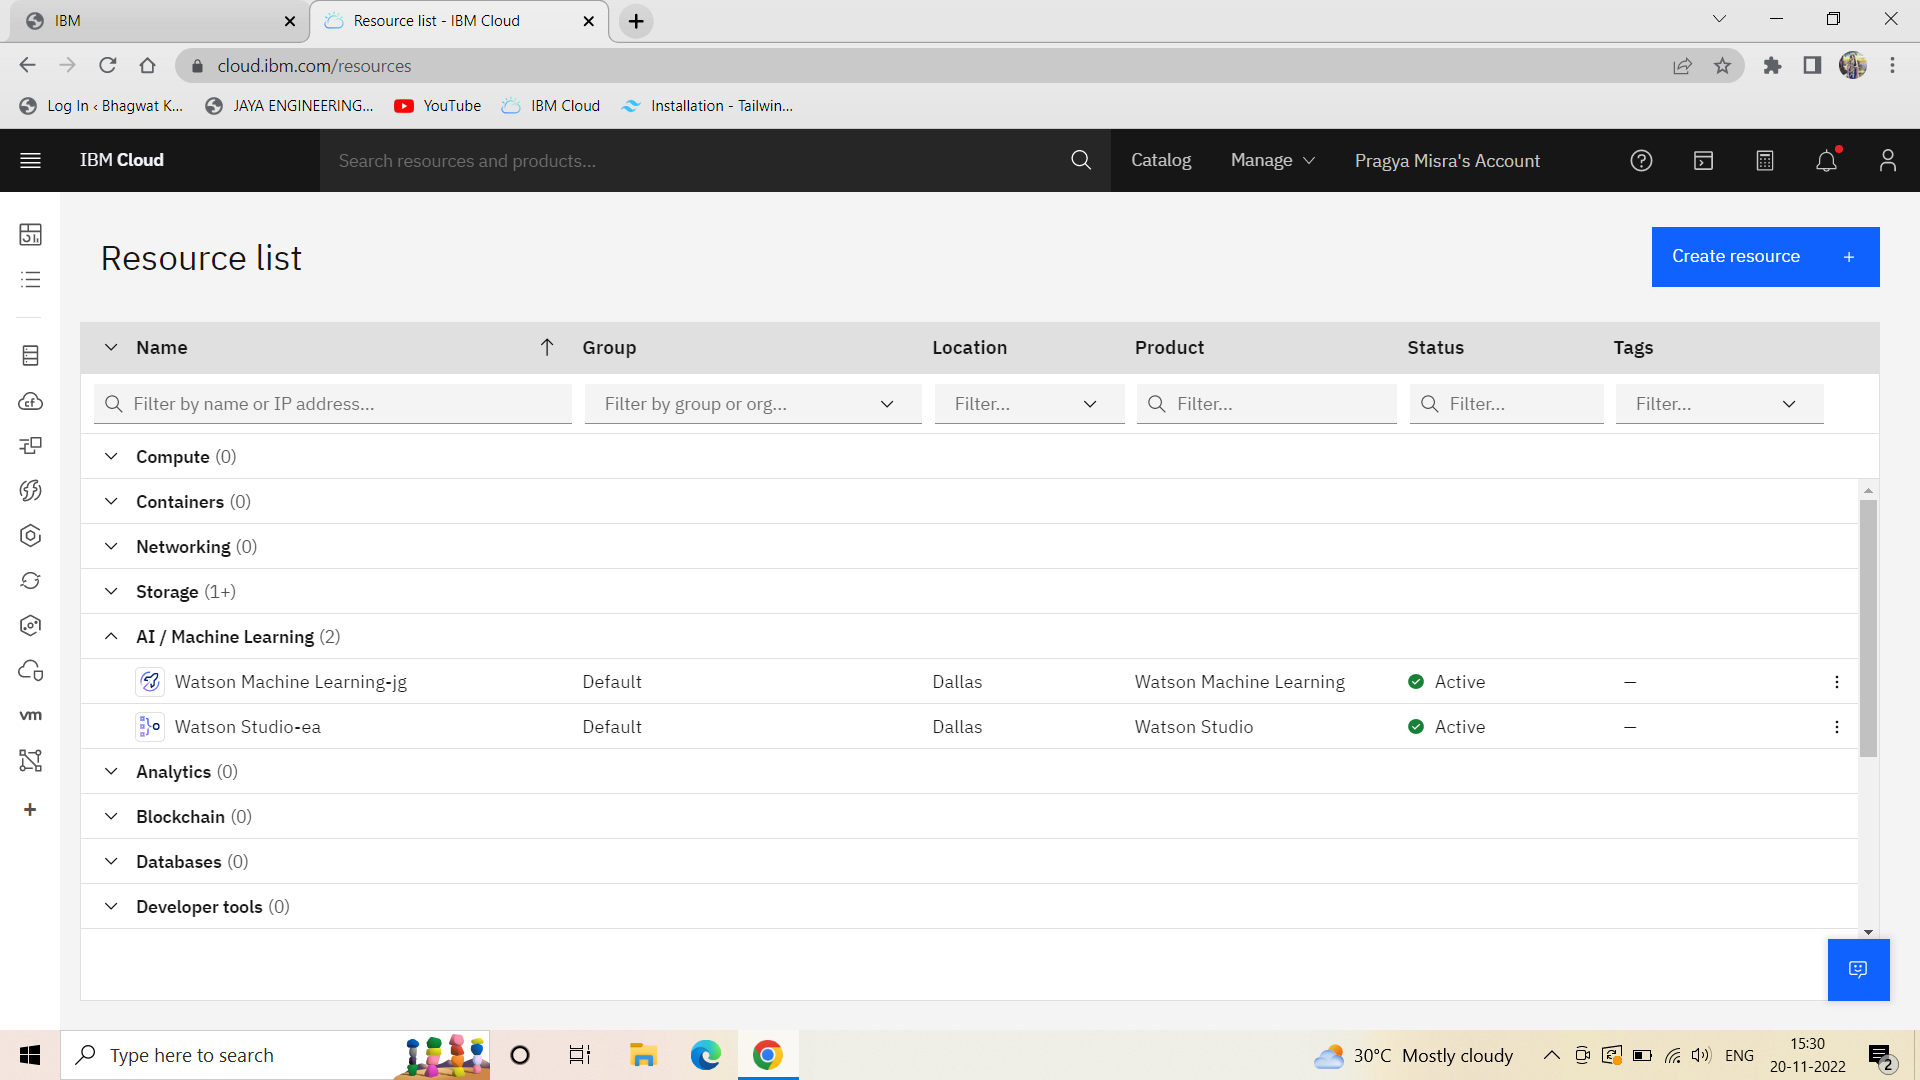 IBM
Resource list - IBM Cloud
cloud.ibm.com/resources
Log In ‹ Bhagwat K...
JAYA ENGINEERING...
YouTube
IBM Cloud
Installation - Tailwin...
IBM Cloud
Search resources and products...
Catalog
Manage
Pragya Misra's Account
Resource list
Create resource +
Name
Group
Location
Product
Status
Tags
Filter by name or IP address...
Filter by group or org...
Filter...
Filter...
Filter...
Filter...
Compute (0)
Containers (0)
Networking (0)
Storage (1+)
AI / Machine Learning (2)
Watson Machine Learning-jg Default Dallas Watson Machine Learning Active —
Watson Studio-ea Default Dallas Watson Studio Active —
vm
Analytics (0)
Blockchain (0)
Databases (0)
Developer tools (0)
Type here to search
30°C Mostly cloudy
ENG
15:30
20-11-2022
2